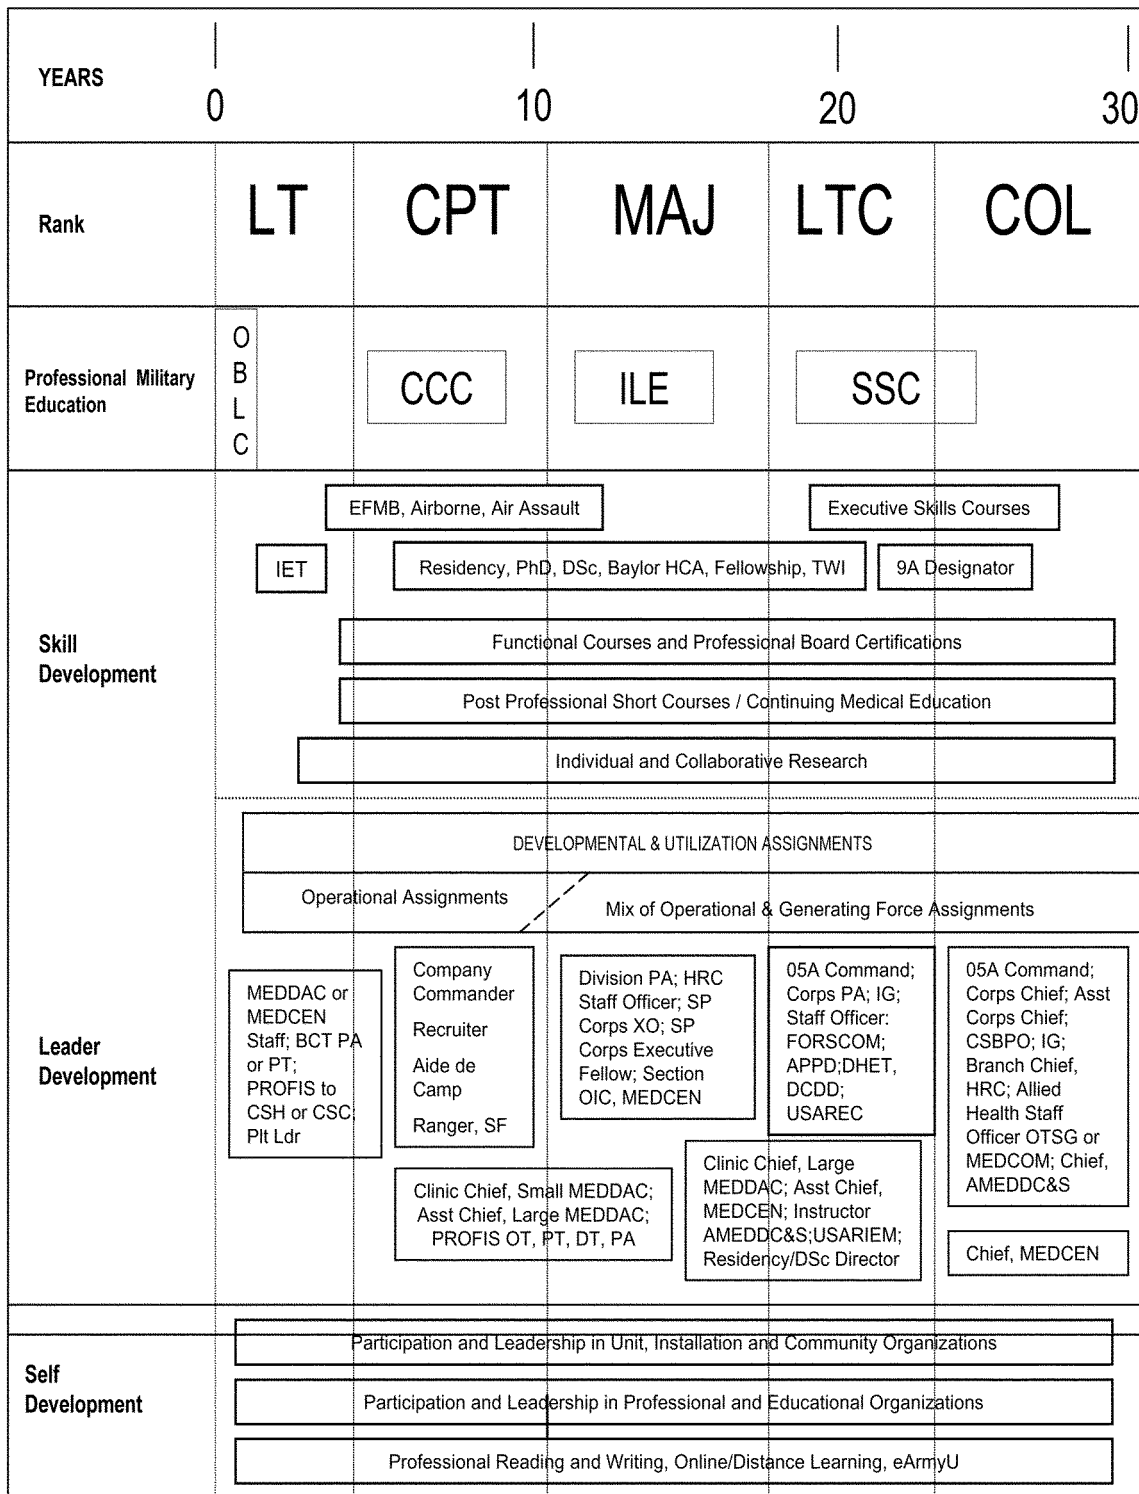 YEARS
0 10 20 30
Rank
LT CPT MAJ LTC COL
Professional Military
Education
O
B
L
C
CCC
ILE
SSC
Skill
Development
EFMB, Airborne, Air Assault
Executive Skills Courses
IET
Residency, PhD, DSc, Baylor HCA, Fellowship, TWI
9A Designator
Functional Courses and Professional Board Certifications
Post Professional Short Courses / Continuing Medical Education
Individual and Collaborative Research
Leader
Development
DEVELOPMENTAL & UTILIZATION ASSIGNMENTS
Operational Assignments
Mix of Operational & Generating Force Assignments
MEDDAC or
MEDCEN
Staff; BCT PA
or PT;
PROFIS to
CSH or CSC;
Plt Ldr
Company
Commander
Recruiter
Aide de
Camp
Ranger, SF
Division PA; HRC
Staff Officer; SP
Corps XO; SP
Corps Executive
Fellow; Section
OIC, MEDCEN
05A Command;
Corps PA; IG;
Staff Officer:
FORSCOM;
APPD;DHET,
DCDD;
USAREC
05A Command;
Corps Chief; Asst
Corps Chief;
CSBPO; IG;
Branch Chief,
HRC; Allied
Health Staff
Officer OTSG or
MEDCOM; Chief,
AMEDDC&S
Clinic Chief, Small MEDDAC;
Asst Chief, Large MEDDAC;
PROFIS OT, PT, DT, PA
Clinic Chief, Large
MEDDAC; Asst Chief,
MEDCEN; Instructor
AMEDDC&S;USARIEM;
Residency/DSc Director
Chief, MEDCEN
Self
Development
Participation and Leadership in Unit, Installation and Community Organizations
Participation and Leadership in Professional and Educational Organizations
Professional Reading and Writing, Online/Distance Learning, eArmyU